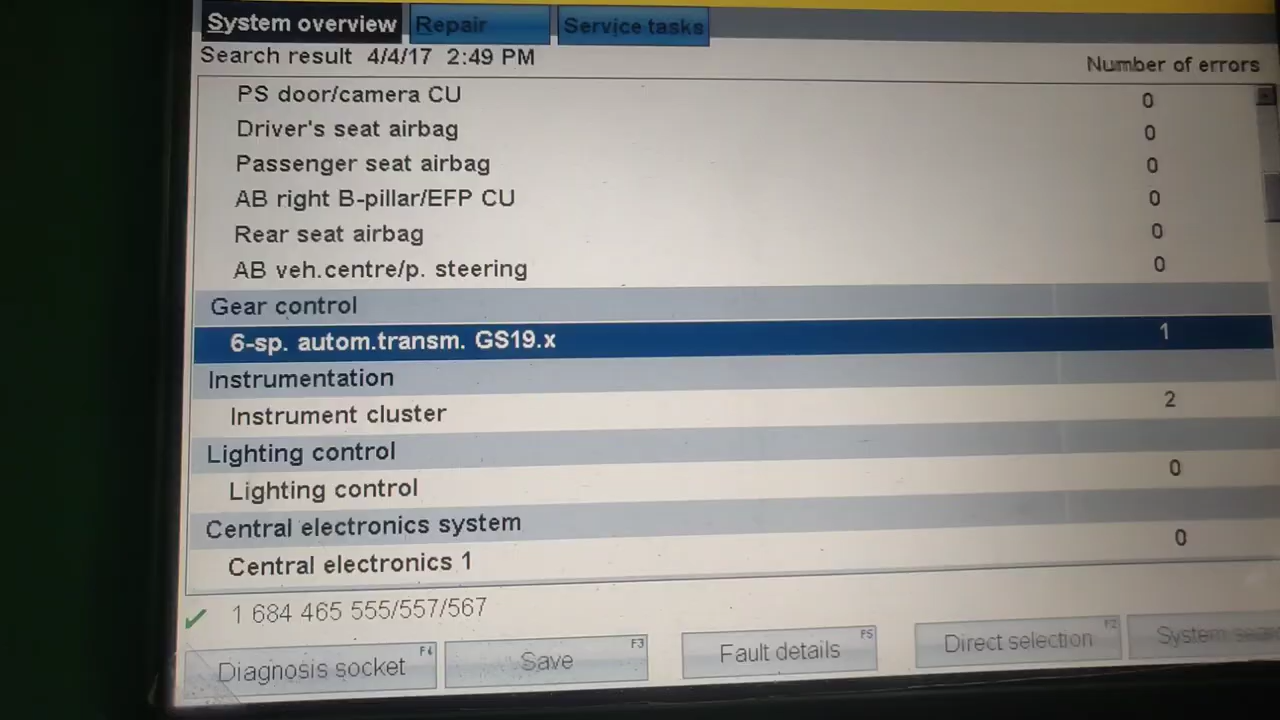 System overview Repair Service tasks
Search result 4/4/17 2:49 PM Number of errors
PS door/camera CU 0
Driver's seat airbag 0
Passenger seat airbag 0
AB right B-pillar/EFP CU 0
Rear seat airbag 0
AB veh.centre/p. steering 0
Gear control
6-sp. autom.transm. GS19.x 1
Instrumentation
Instrument cluster 2
Lighting control
Lighting control 0
Central electronics system
Central electronics 1 0
1 684 465 555/557/567
Diagnosis socket F4 Save F3 Fault details F5 Direct selection F2 System